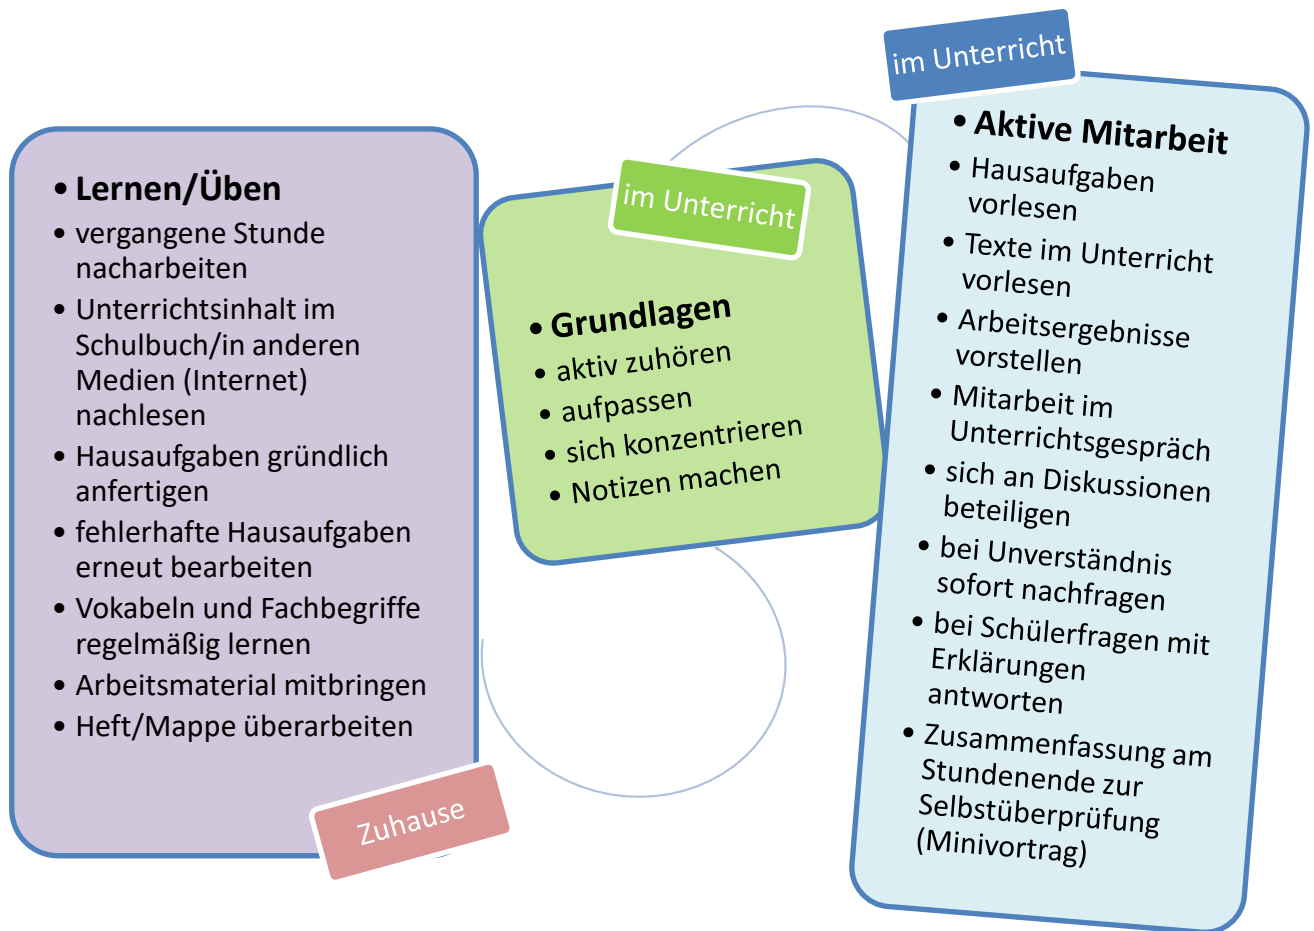 • Lernen/Üben
• vergangene Stunde
nacharbeiten
• Unterrichtsinhalt im
Schulbuch/in anderen
Medien (Internet)
nachlesen
• Hausaufgaben gründlich
anfertigen
• fehlerhafte Hausaufgaben
erneut bearbeiten
• Vokabeln und Fachbegriffe
regelmäßig lernen
• Arbeitsmaterial mitbringen
• Heft/Mappe überarbeiten
Zuhause
im Unterricht
• Grundlagen
• aktiv zuhören
• aufpassen
• sich konzentrieren
• Notizen machen
im Unterricht
• Aktive Mitarbeit
• Hausaufgaben
vorlesen
• Texte im Unterricht
vorlesen
• Arbeitsergebnisse
vorstellen
• Mitarbeit im
Unterrichtsgespräch
• sich an Diskussionen
beteiligen
• bei Unverständnis
sofort nachfragen
• bei Schülerfragen mit
Erklärungen
antworten
• Zusammenfassung am
Stundenende zur
Selbstüberprüfung
(Minivortrag)